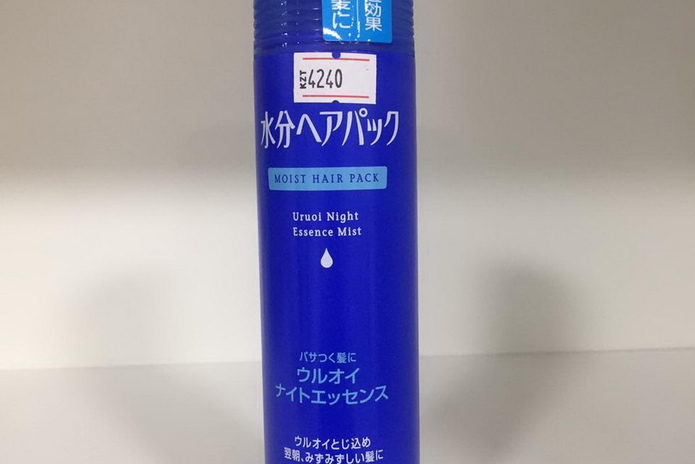 効果
髪に
KZT 4240
水分ヘアパック
MOIST HAIR PACK
Uruoi Night
Essence Mist
パサつく髪に
ウルオイ
ナイトエッセンス
ウルオイとじ込め
翌朝、みずみずしい髪に